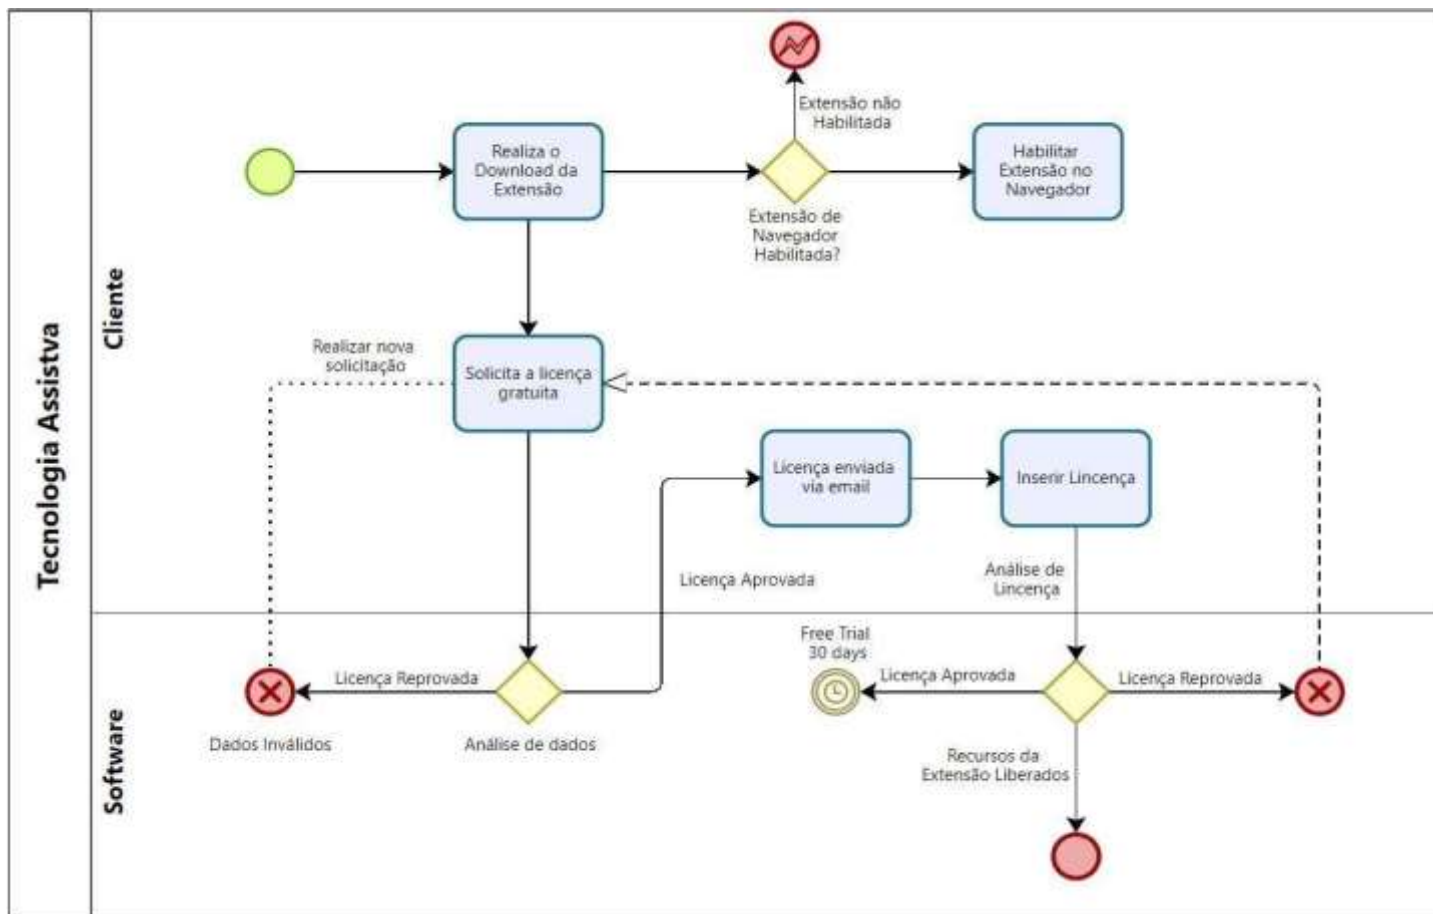 Tecnologia Assistva
Cliente
Extensão não
Habilitada
Realiza o
Download da
Extensão
Habilitar
Extensão no
Navegador
Extensão de
Navegador
Habilitada?
Realizar nova
solicitação
Solicita a licença
gratuita
Licença enviada
via email
Inserir Lincença
Licença Aprovada
Análise de
Lincença
Software
Free Trial
30 days
Licença Reprovada
Licença Aprovada
Licença Reprovada
Dados Inválidos
Análise de dados
Recursos da
Extensão Liberados